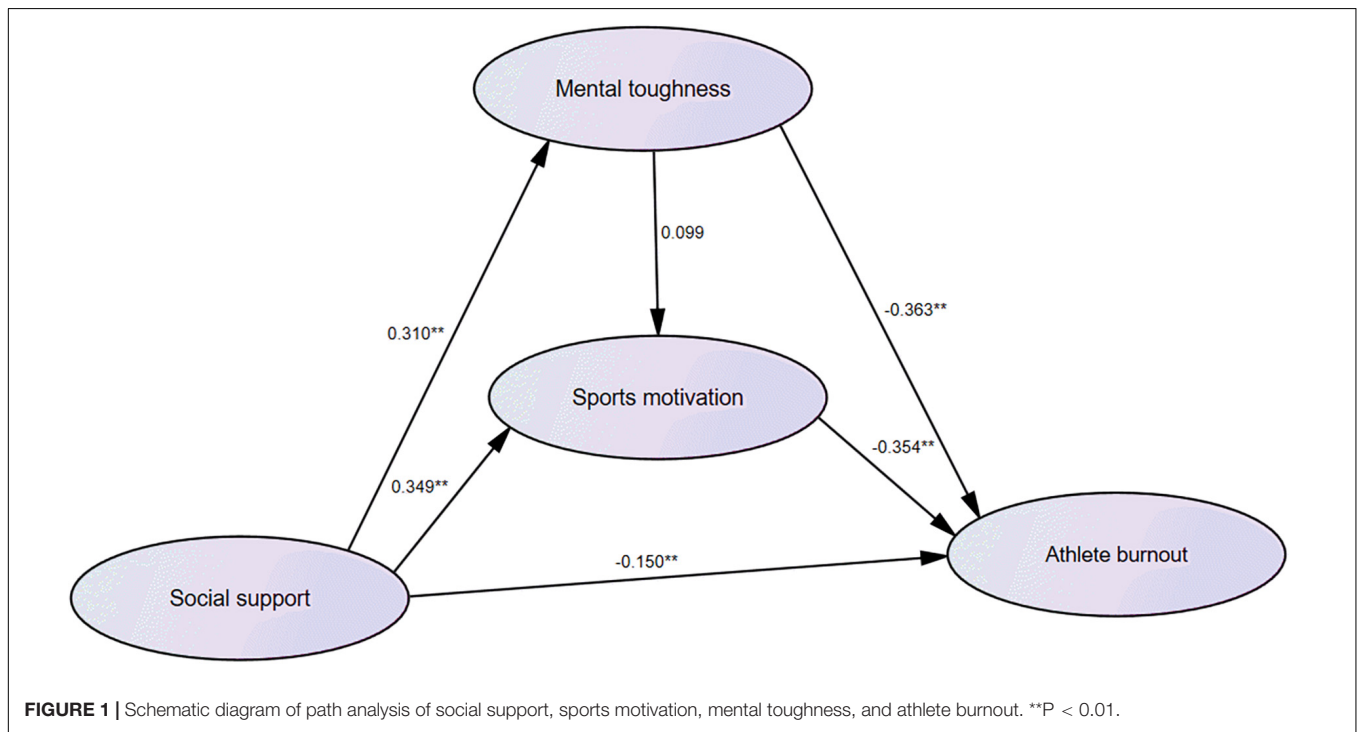 Mental toughness
0.099
0.310**
-0.363**
Sports motivation
0.349**
-0.354**
-0.150**
Athlete burnout
Social support
FIGURE 1 | Schematic diagram of path analysis of social support, sports motivation, mental toughness, and athlete burnout. **P < 0.01.